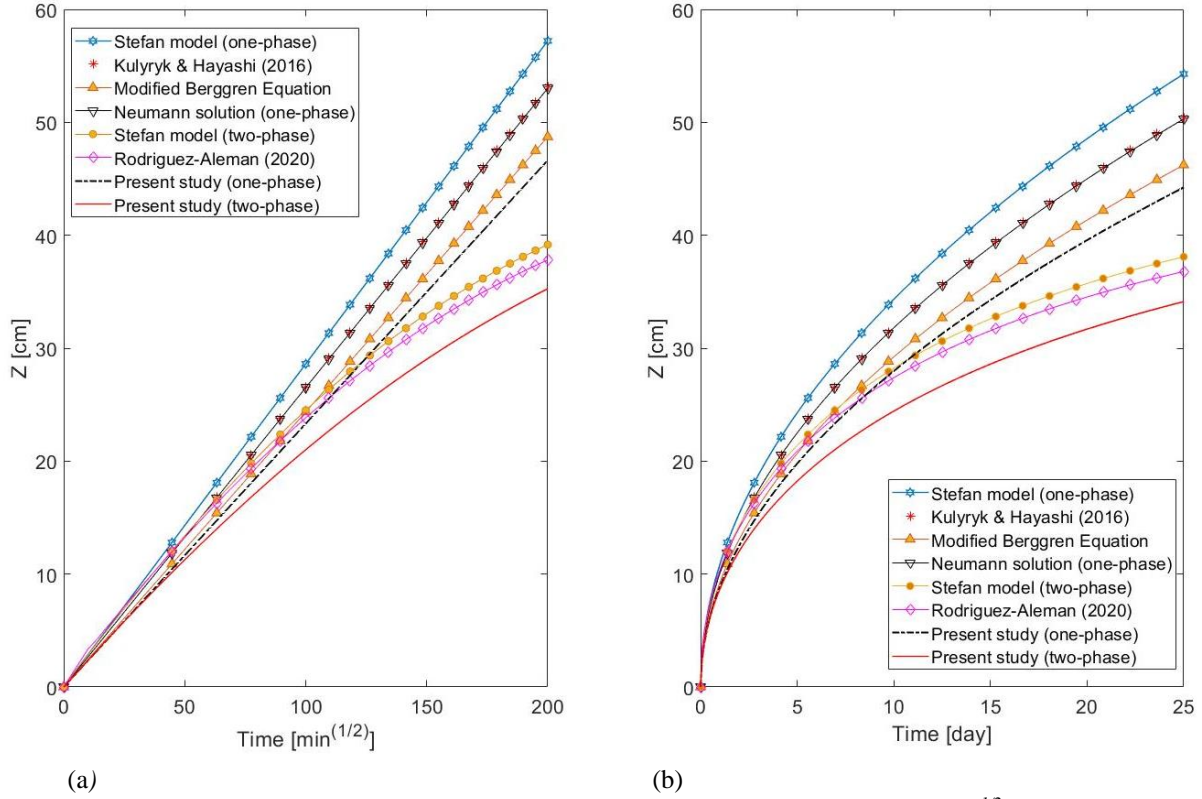 60
50
40
30
20
10
0
Z [cm]
Stefan model (one-phase)
Kulyryk & Hayashi (2016)
Modified Berggren Equation
Neumann solution (one-phase)
Stefan model (two-phase)
Rodriguez-Aleman (2020)
Present study (one-phase)
Present study (two-phase)
0 50 100 150 200
Time [min(1/2)]
(a)
60
50
40
30
20
10
0
Z [cm]
Stefan model (one-phase)
Kulyryk & Hayashi (2016)
Modified Berggren Equation
Neumann solution (one-phase)
Stefan model (two-phase)
Rodriguez-Aleman (2020)
Present study (one-phase)
Present study (two-phase)
0 5 10 15 20 25
Time [day]
(b)